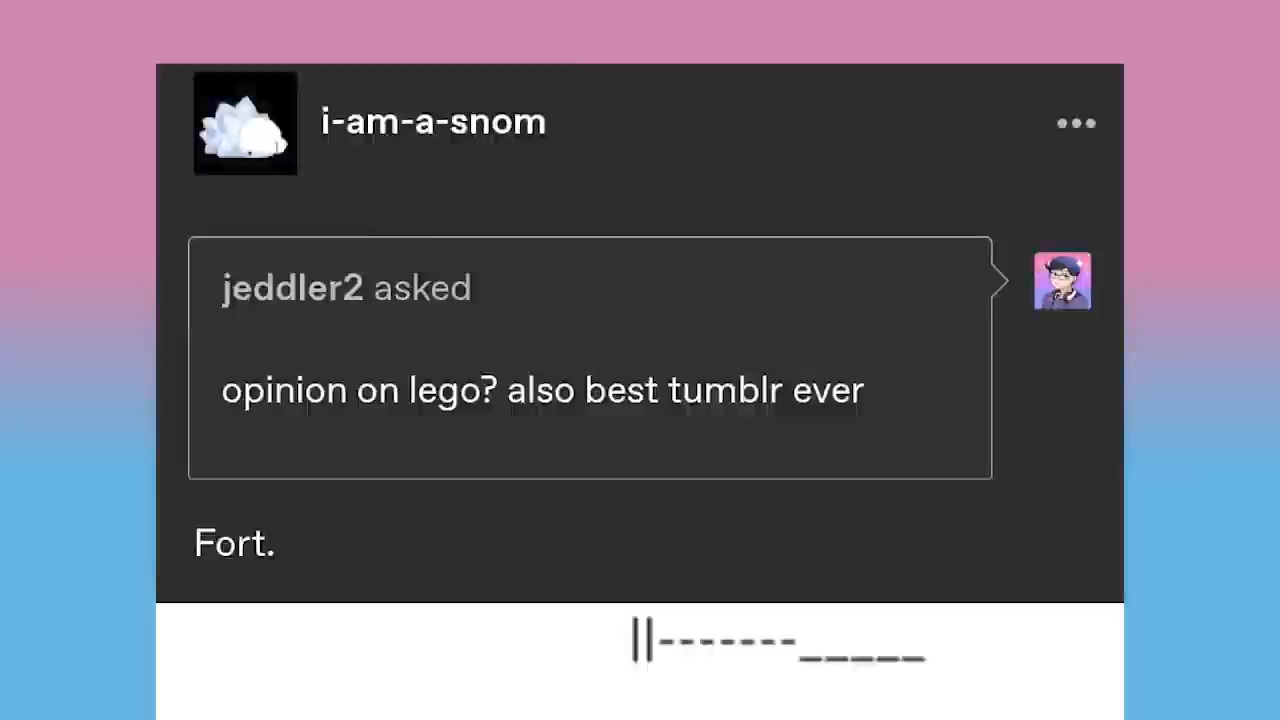 i-am-a-snom
jeddler2 asked
opinion on lego? also best tumblr ever
Fort.
||-------_____